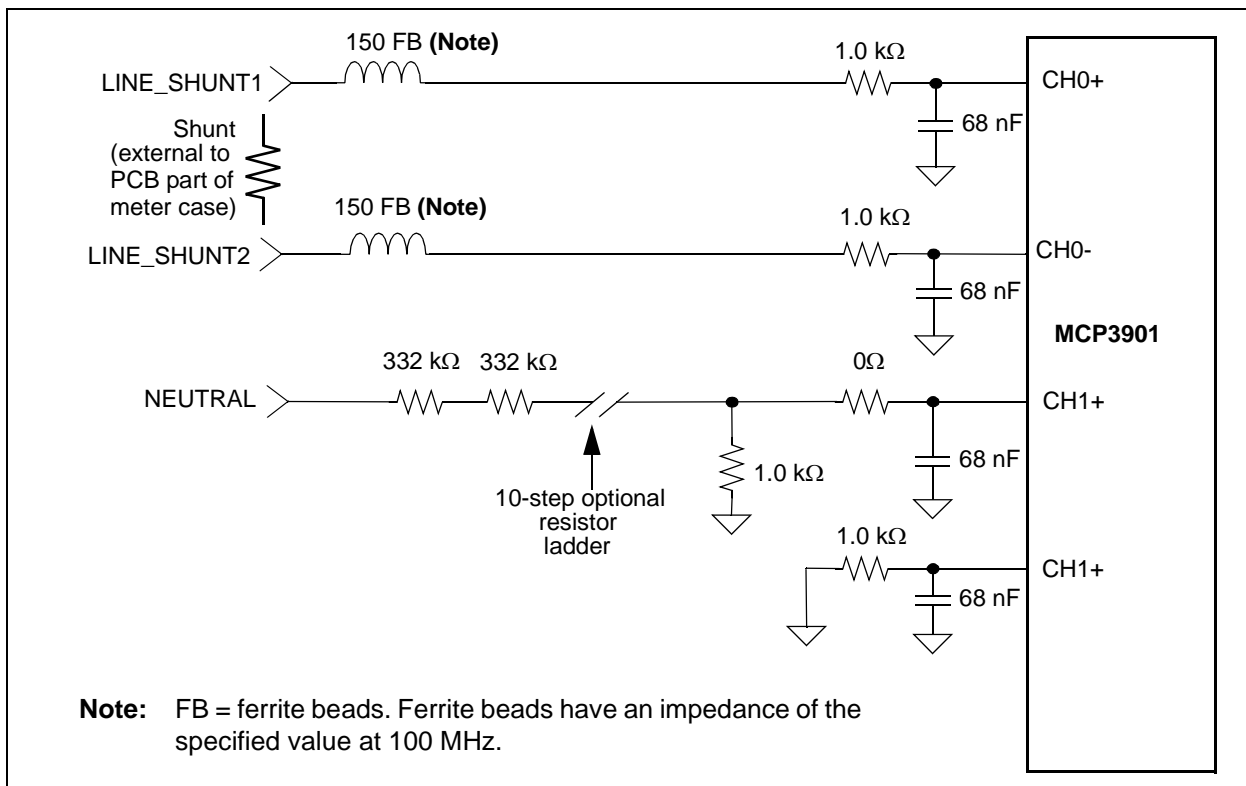 150 FB (Note)
1.0 kΩ
LINE_SHUNT1
CH0+
68 nF
Shunt
(external to
PCB part of
meter case)
150 FB (Note)
1.0 kΩ
LINE_SHUNT2
CH0-
68 nF
MCP3901
332 kΩ 332 kΩ
0Ω
NEUTRAL
CH1+
68 nF
1.0 kΩ
10-step optional
resistor
ladder
1.0 kΩ
CH1+
68 nF
Note: FB = ferrite beads. Ferrite beads have an impedance of the
specified value at 100 MHz.